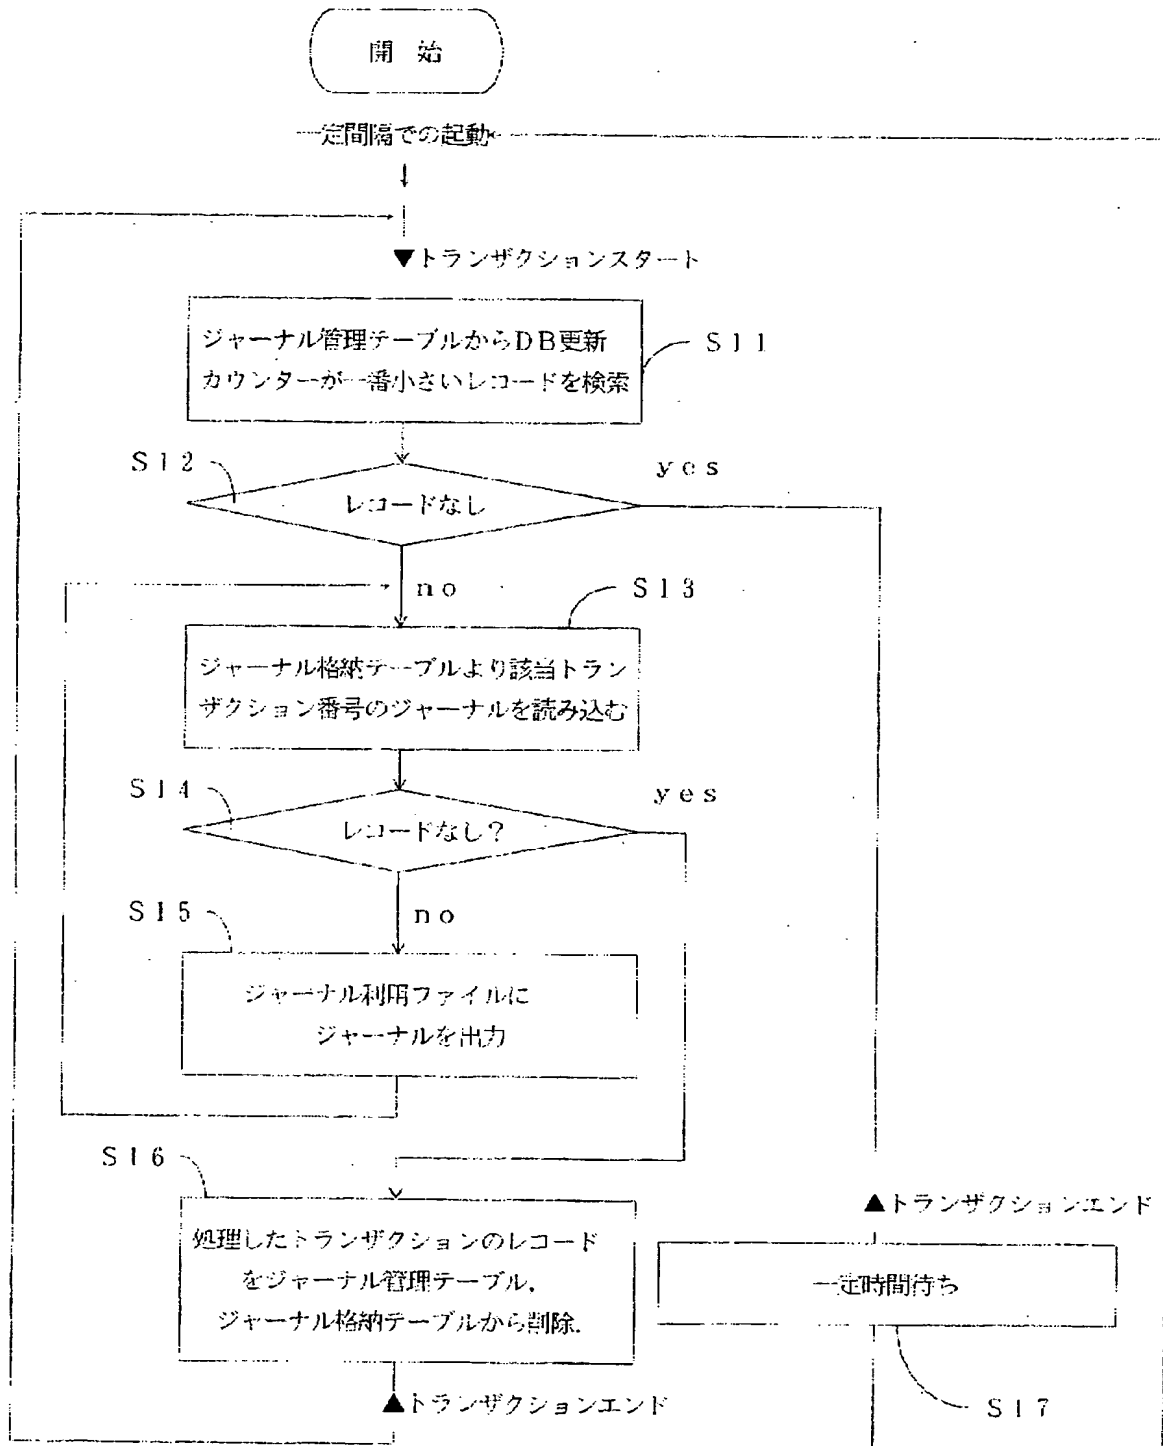 開 始
一定間隔での起動
▼トランザクションスタート
ジャーナル管理テーブルからDB更新
カウンターが一番小さいレコードを検索
S11
S12
yes
レコードなし
no
S13
ジャーナル格納テーブルより該当トラン
ザクション番号のジャーナルを読み込む
S14
yes
レコードなし?
S15
no
ジャーナル利用ファイルに
ジャーナルを出力
S16
▲トランザクションエンド
処理したトランザクションのレコード
をジャーナル管理テーブル,
ジャーナル格納テーブルから削除.
一定時間待ち
▲トランザクションエンド
S17